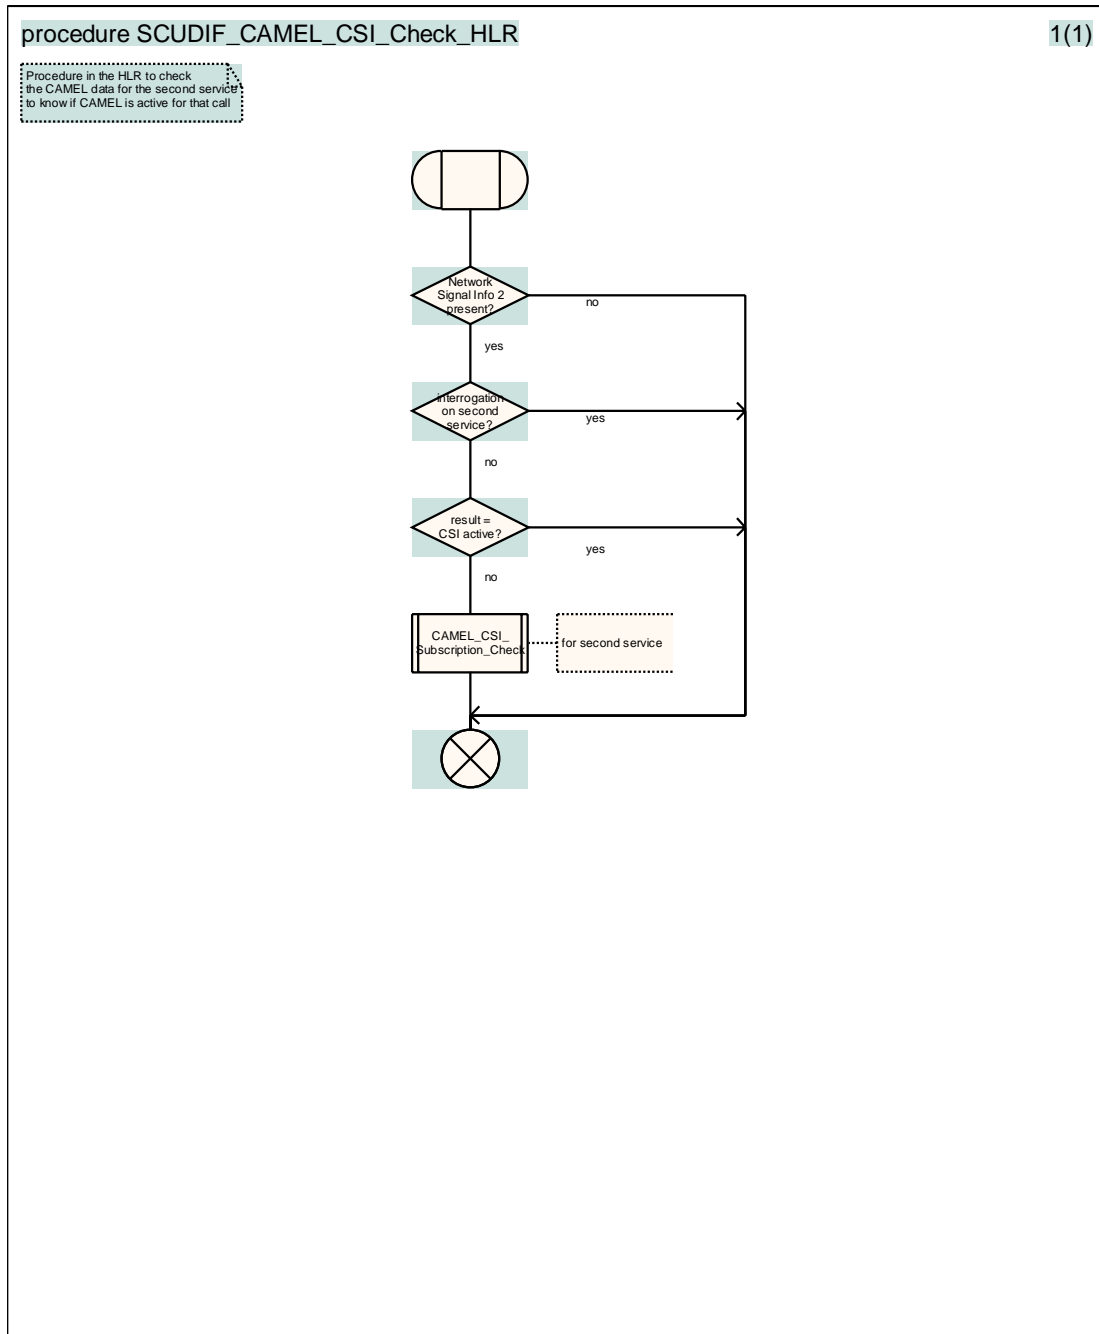 procedure SCUDIF_CAMEL_CSI_Check_HLR
1(1)
Procedure in the HLR to check
the CAMEL data for the second service
to know if CAMEL is active for that call
Network
Signal Info 2
present?
no
yes
interrogation
on second
service?
yes
no
result =
CSI active?
yes
no
CAMEL_CSI_
Subscription_Check
for second service